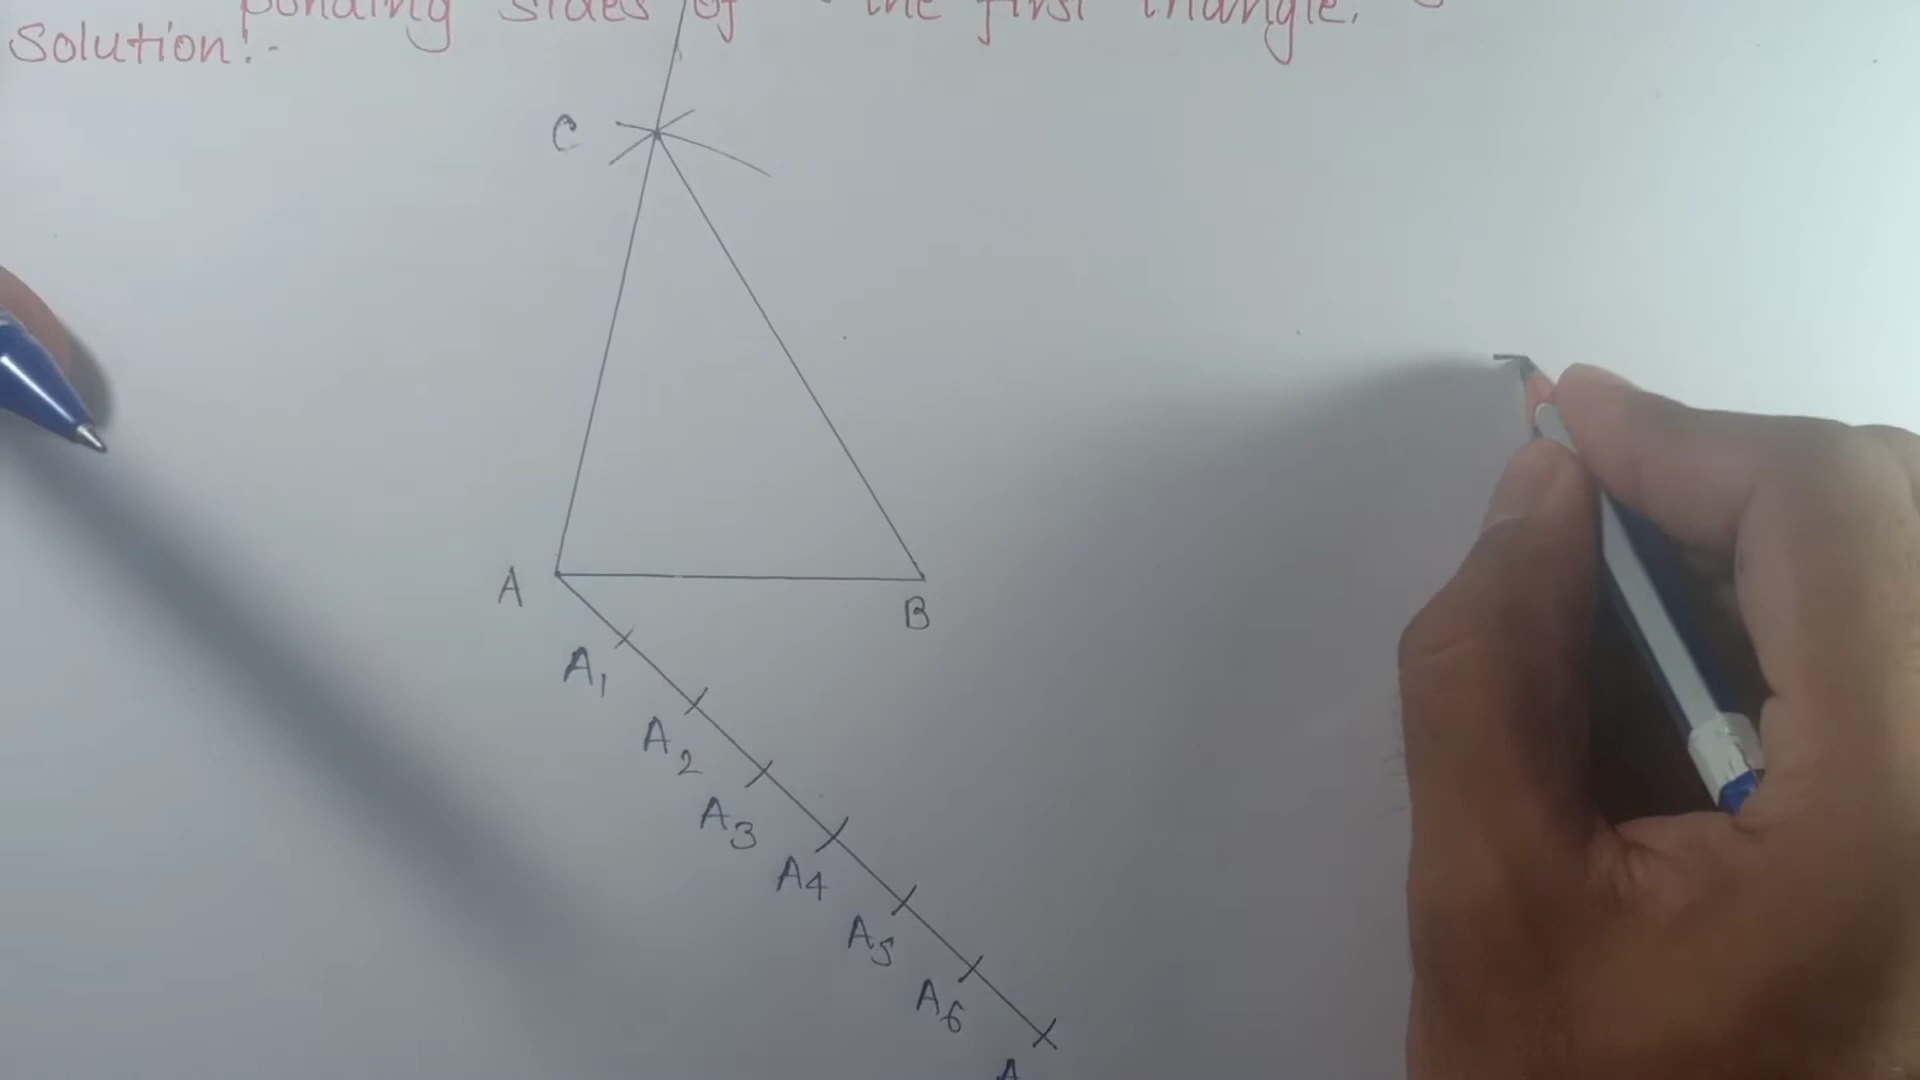 ponding sides of the first triangle.
Solution:-
C
A
B
A1
A2
A3
A4
A5
A6
A